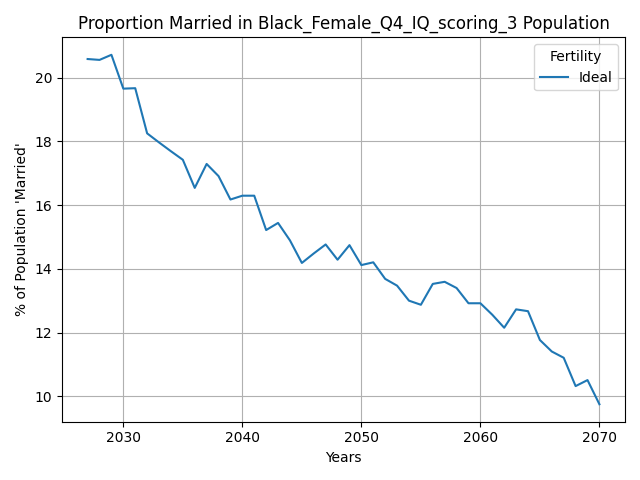 Proportion Married in Black_Female_Q4_IQ_scoring_3 Population
% of Population 'Married'
20
18
16
14
12
10
Fertility
Ideal
2030 2040 2050 2060 2070
Years